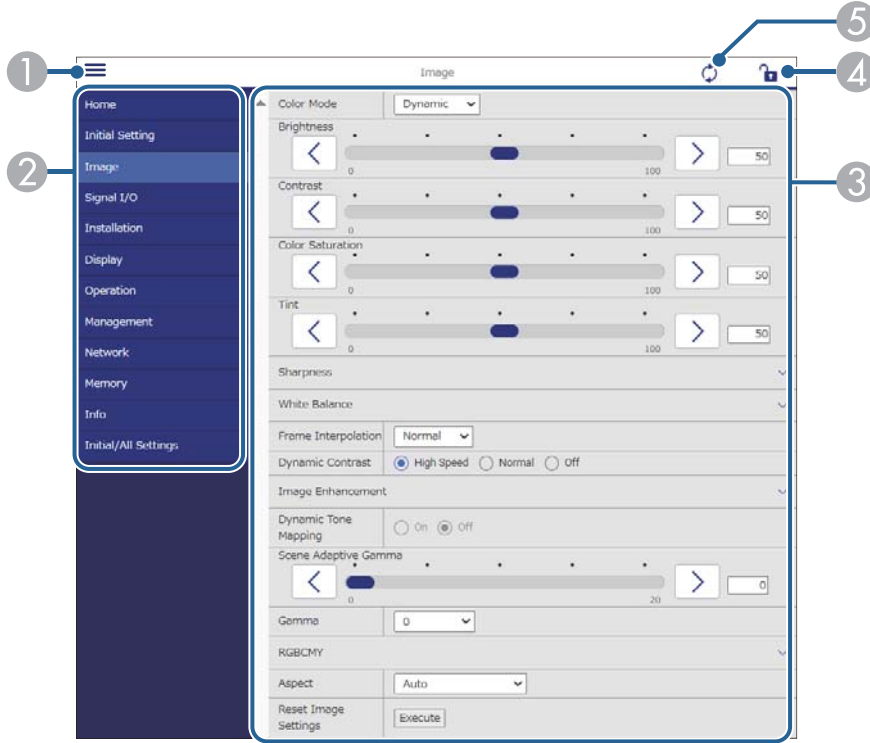 5
1
Image
4
Home
Initial Setting
Image
Signal I/O
Installation
Display
Operation
Management
Network
Memory
Info
Initial/All Settings
2
3
Color Mode Dynamic
Brightness
0 100 50
Contrast
0 100 50
Color Saturation
0 100 50
Tint
0 100 50
Sharpness
White Balance
Frame Interpolation Normal
Dynamic Contrast High Speed Normal Off
Image Enhancement
Dynamic Tone
Mapping On Off
Scene Adaptive Gamma
0 20 0
Gamma 0
RGBCMY
Aspect Auto
Reset Image
Settings Execute